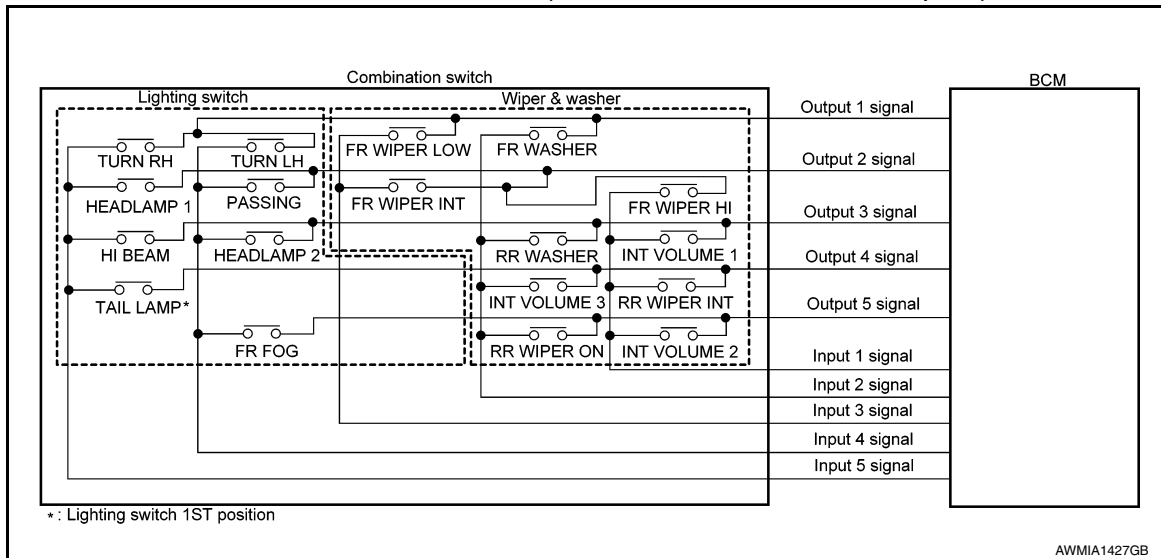 Combination switch
BCM
Lighting switch
Wiper & washer
Output 1 signal
TURN RH
TURN LH
FR WIPER LOW
FR WASHER
Output 2 signal
HEADLAMP 1
PASSING
FR WIPER INT
FR WIPER HI
Output 3 signal
HI BEAM
HEADLAMP 2
RR WASHER
INT VOLUME 1
Output 4 signal
TAIL LAMP*
INT VOLUME 3
RR WIPER INT
Output 5 signal
FR FOG
RR WIPER ON
INT VOLUME 2
Input 1 signal
Input 2 signal
Input 3 signal
Input 4 signal
Input 5 signal
* : Lighting switch 1ST position
AWMIA1427GB